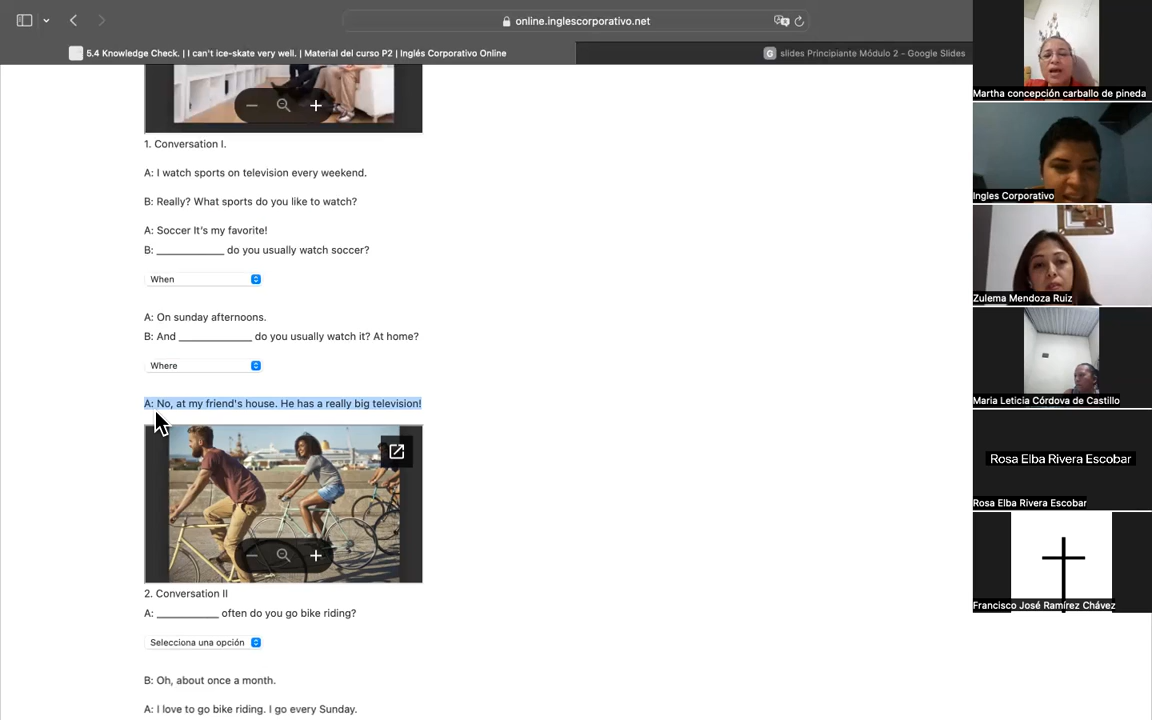 online.inglescorporativo.net
5.4 Knowledge Check. | I can't ice-skate very well. | Material del curso P2 | Inglés Corporativo Online
slides Principiante Módulo 2 - Google Slides
1. Conversation I.
A: I watch sports on television every weekend.
B: Really? What sports do you like to watch?
A: Soccer It's my favorite!
B: ____________ do you usually watch soccer?
When
A: On sunday afternoons.
B: And _____________ do you usually watch it? At home?
Where
A: No, at my friend's house. He has a really big television!
2. Conversation II
A: ___________ often do you go bike riding?
Selecciona una opción
B: Oh, about once a month.
A: I love to go bike riding. I go every Sunday.
Martha concepción carballo de pineda
Ingles Corporativo
Zulema Mendoza Ruiz
Maria Leticia Córdova de Castillo
Rosa Elba Rivera Escobar
Rosa Elba Rivera Escobar
Francisco José Ramírez Chávez